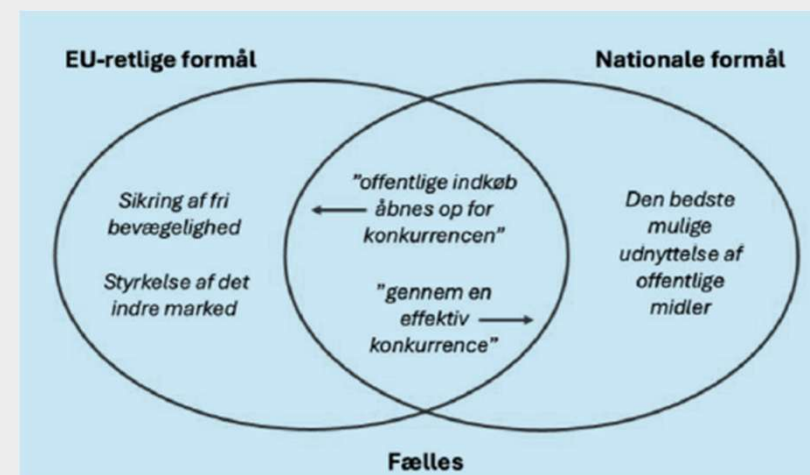 EU-retlige formål
Nationale formål
Sikring af fri
bevægelighed
Styrkelse af det
indre marked
"offentlige indkøb
åbnes op for
konkurrencen"
"gennem en
effektiv
konkurrence"
Den bedste
mulige
udnyttelse af
offentlige
midler
Fælles